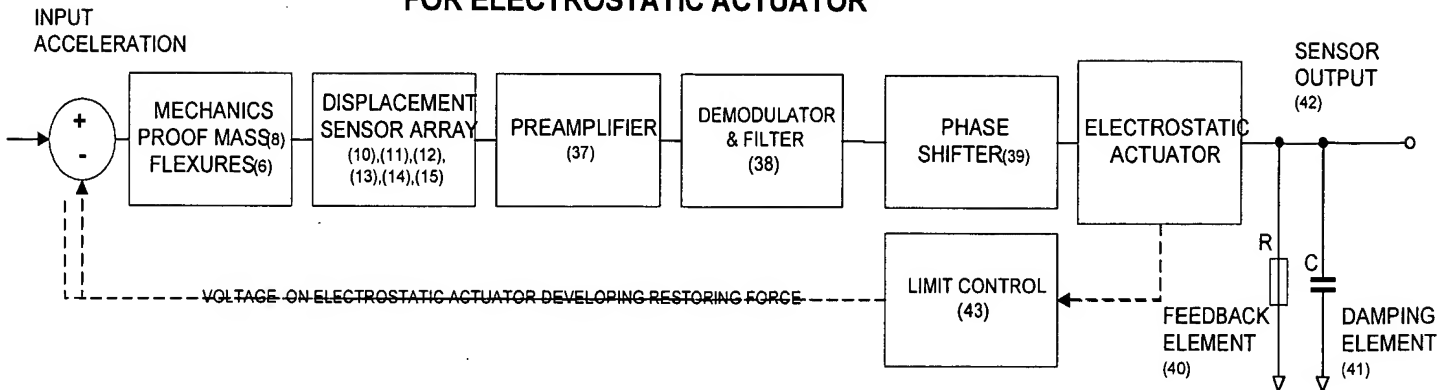 FOR ELECTROSTATIC ACTUATOR
INPUT
ACCELERATION
+
-
MECHANICS
PROOF MASS(8)
FLEXURES(6)
DISPLACEMENT
SENSOR ARRAY
(10),(11),(12),
(13),(14),(15)
PREAMPLIFIER
(37)
DEMODULATOR
& FILTER
(38)
PHASE
SHIFTER(39)
ELECTROSTATIC
ACTUATOR
SENSOR
OUTPUT
(42)
VOLTAGE ON ELECTROSTATIC ACTUATOR DEVELOPING RESTORING FORCE
LIMIT CONTROL
(43)
R
C
FEEDBACK
ELEMENT
(40)
DAMPING
ELEMENT
(41)